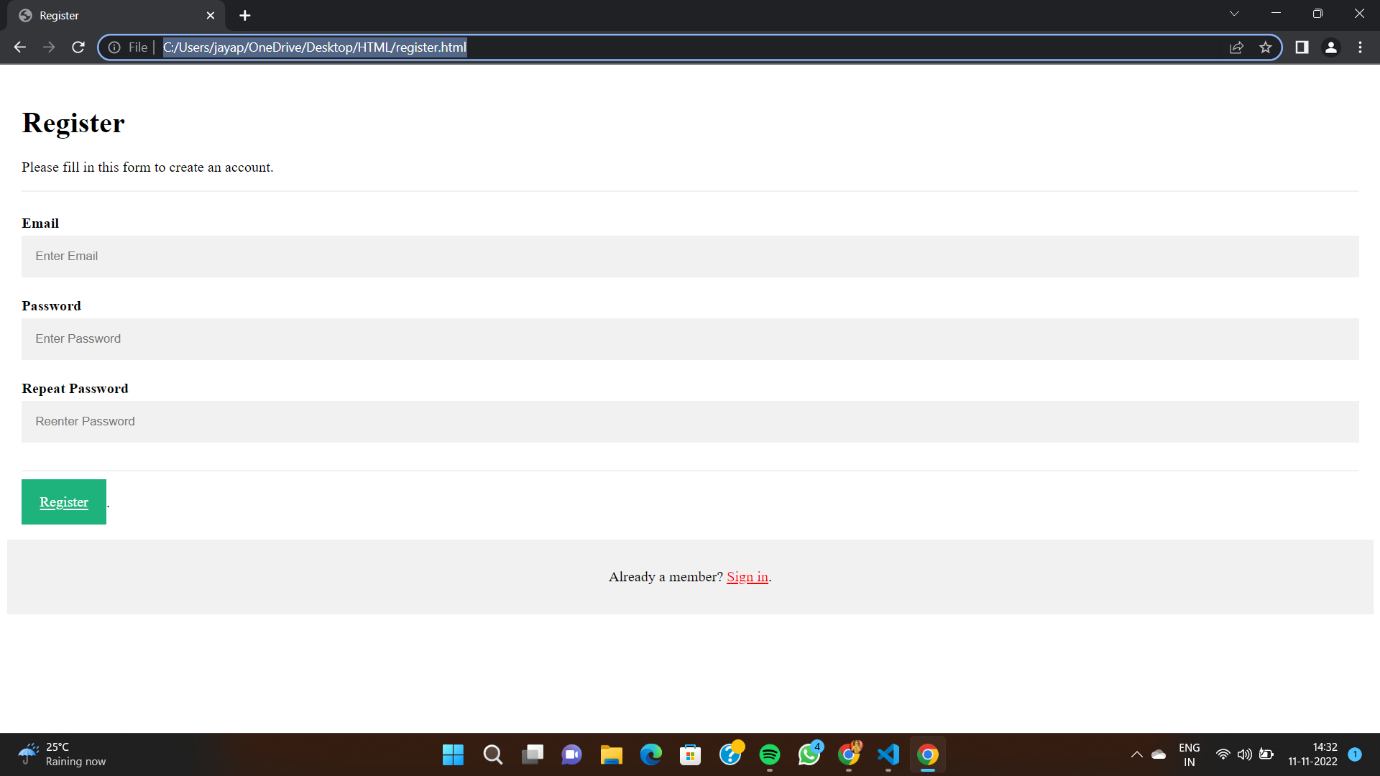 Register
File | C:/Users/jayap/OneDrive/Desktop/HTML/register.html
Register
Please fill in this form to create an account.
Email
Enter Email
Password
Enter Password
Repeat Password
Reenter Password
Register.
Already a member? Sign in.
25°C
Raining now
4
ENG
IN
14:32
11-11-2022
1